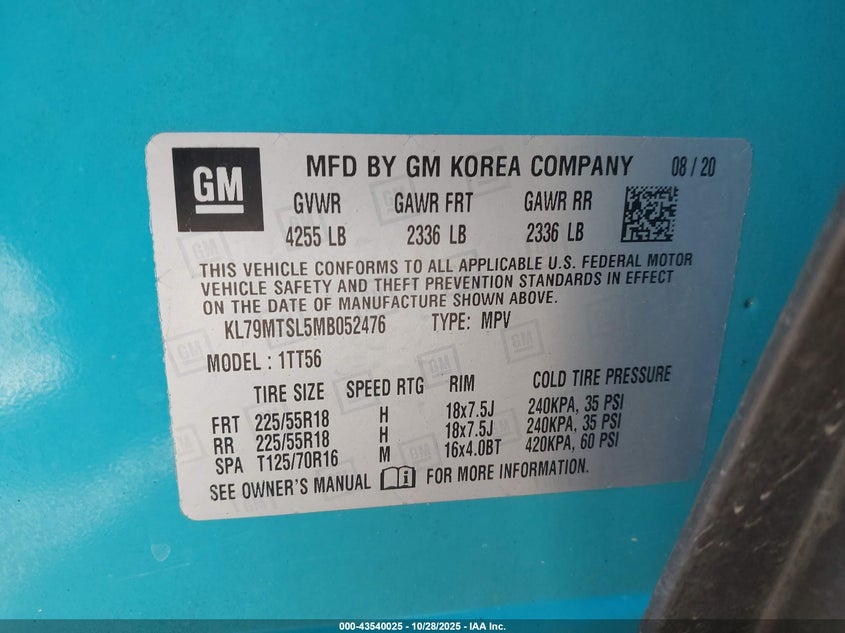 GM MFD BY GM KOREA COMPANY 08 / 20
GVWR GAWR FRT GAWR RR
4255 LB 2336 LB 2336 LB
THIS VEHICLE CONFORMS TO ALL APPLICABLE U.S. FEDERAL MOTOR
VEHICLE SAFETY AND THEFT PREVENTION STANDARDS IN EFFECT
ON THE DATE OF MANUFACTURE SHOWN ABOVE.
KL79MTSL5MB052476 TYPE: MPV
MODEL : 1TT56
TIRE SIZE SPEED RTG RIM COLD TIRE PRESSURE
FRT 225/55R18 H 18x7.5J 240KPA, 35 PSI
RR 225/55R18 H 18x7.5J 240KPA, 35 PSI
SPA T125/70R16 M 16x4.0BT 420KPA, 60 PSI
SEE OWNER'S MANUAL FOR MORE INFORMATION.
000-43540025 - 10/28/2025 - IAA Inc.